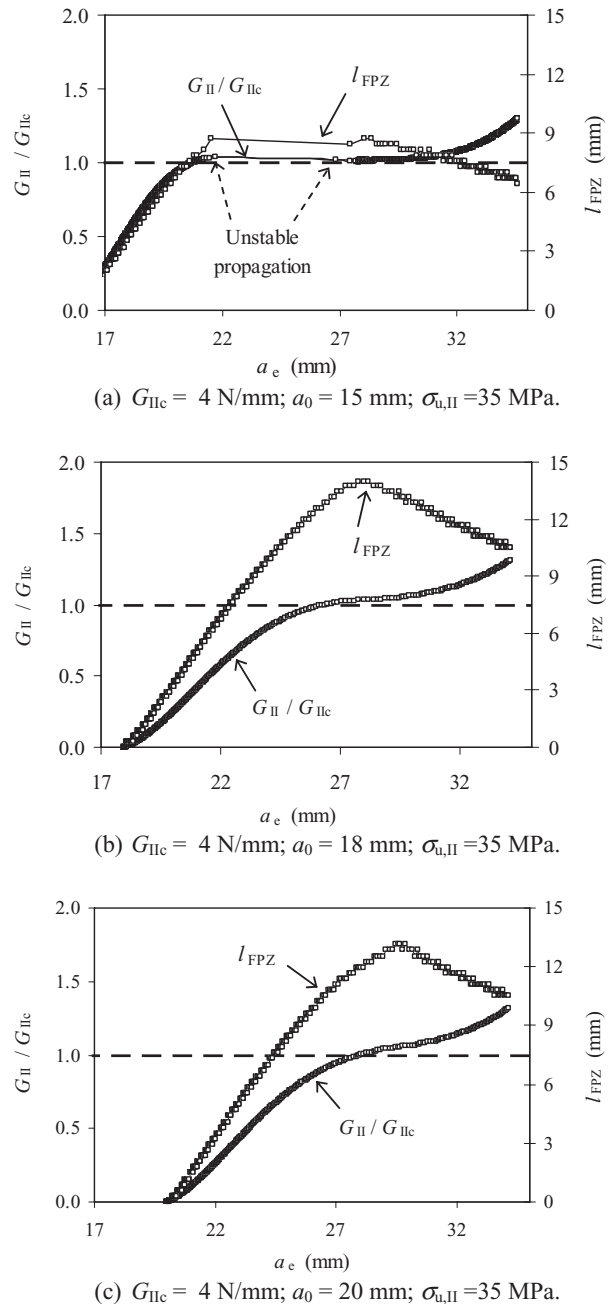 2.0
1.5
1.0
0.5
0.0
G_II / G_IIc
G_II / G_IIc
l_FPZ
Unstable
propagation
15
12
9
6
3
0
l_FPZ (mm)
17
22
27
32
a_e (mm)
(a) G_IIc = 4 N/mm; a_0 = 15 mm; σ_u,II =35 MPa.
2.0
1.5
1.0
0.5
0.0
G_II / G_IIc
l_FPZ
G_II / G_IIc
15
12
9
6
3
0
l_FPZ (mm)
17
22
27
32
a_e (mm)
(b) G_IIc = 4 N/mm; a_0 = 18 mm; σ_u,II =35 MPa.
2.0
1.5
1.0
0.5
0.0
G_II / G_IIc
l_FPZ
G_II / G_IIc
15
12
9
6
3
0
l_FPZ (mm)
17
22
27
32
a_e (mm)
(c) G_IIc = 4 N/mm; a_0 = 20 mm; σ_u,II =35 MPa.